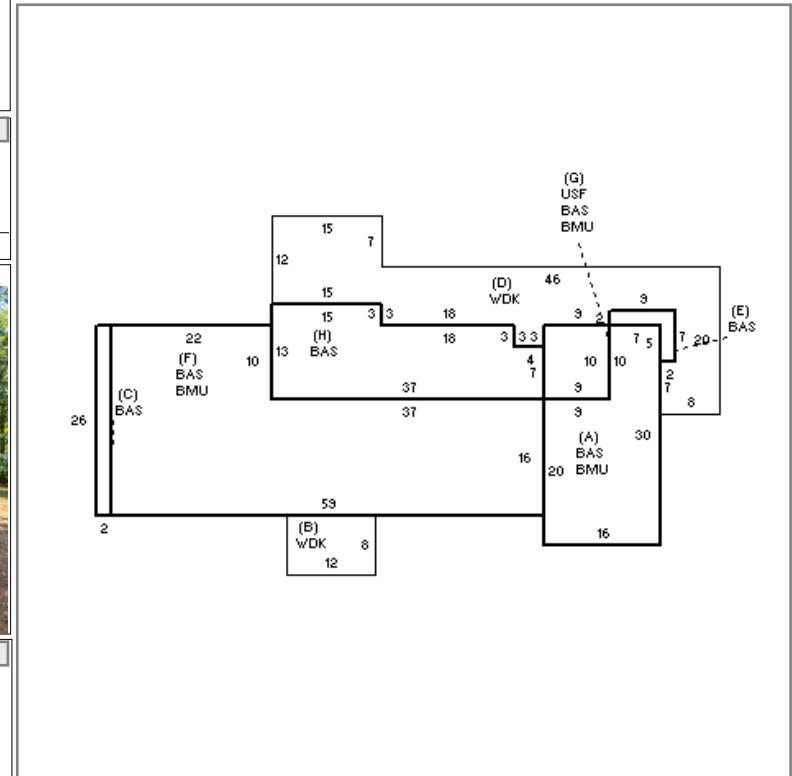 (G)
USF
BAS
BMU
15
7
12
46
(D)
WDK
9
15
(E)
BAS
15
3 3
18
9
2
22
18
3
3 3
7
5
7
20
(H)
BAS
(F)
BAS
BMU
10
13
4
7
10
10
2
7
37
9
8
(C)
BAS
37
9
26
(A)
BAS
BMU
30
16
20
59
2
(B)
WDK
8
12
16